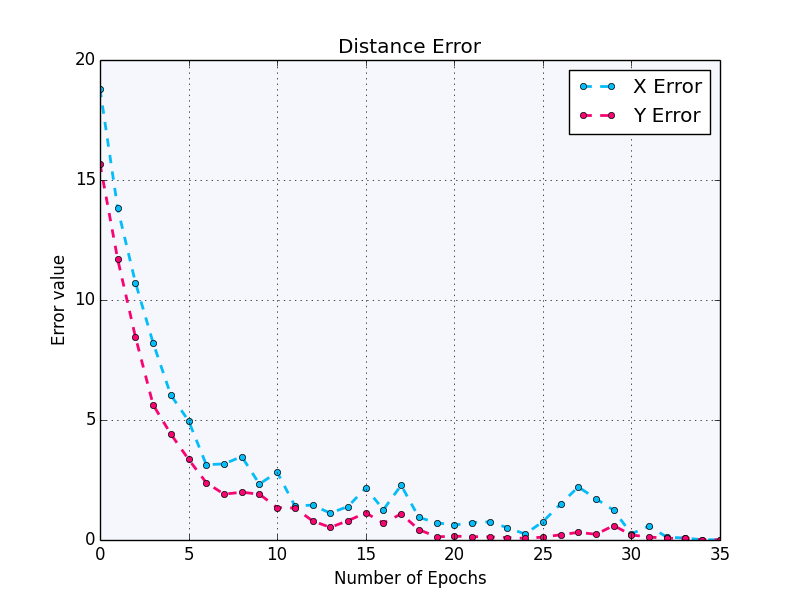 Distance Error
X Error
Y Error
Error value
20
15
10
5
0
0 5 10 15 20 25 30 35
Number of Epochs